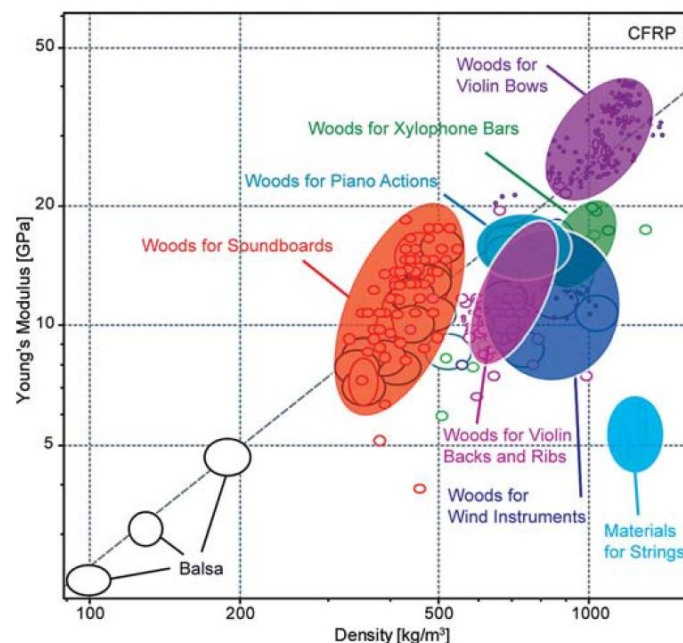 50
20
10
5
Young's Modulus [GPa]
CFRP
Woods for
Violin Bows
Woods for Xylophone Bars
Woods for Piano Actions
Woods for Soundboards
Woods for Violin
Backs and Ribs
Woods for
Wind Instruments
Materials
for Strings
Balsa
100
200
500
1000
Density [kg/m³]